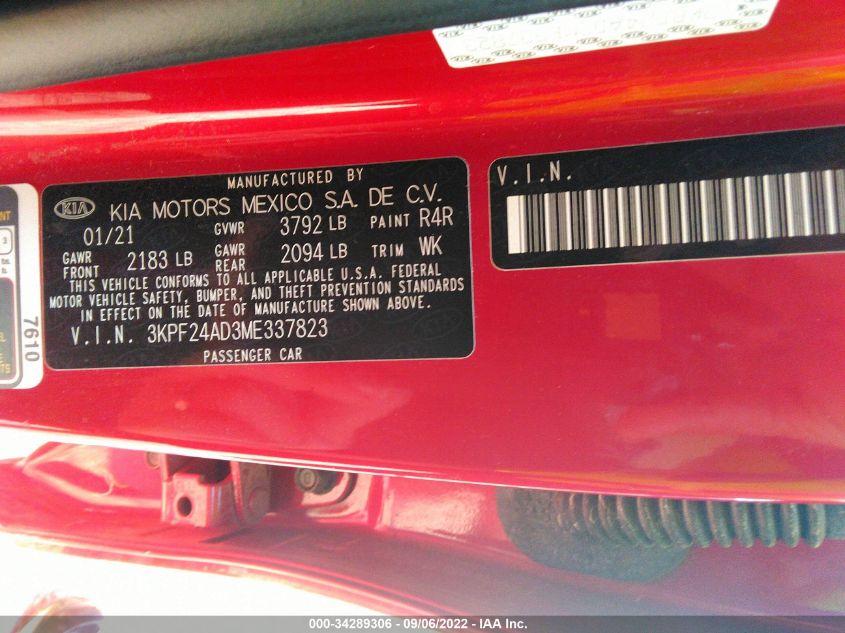 MANUFACTURED BY
KIA KIA MOTORS MEXICO S.A. DE C.V.
01/21 GVWR 3792 LB PAINT R4R
GAWR FRONT 2183 LB GAWR REAR 2094 LB TRIM WK
THIS VEHICLE CONFORMS TO ALL APPLICABLE U.S.A. FEDERAL
MOTOR VEHICLE SAFETY, BUMPER, AND THEFT PREVENTION STANDARDS
IN EFFECT ON THE DATE OF MANUFACTURE SHOWN ABOVE.
V.I.N. 3KPF24AD3ME337823
PASSENGER CAR
V.I.N.
7610
000-34289306 - 09/06/2022 - IAA Inc.